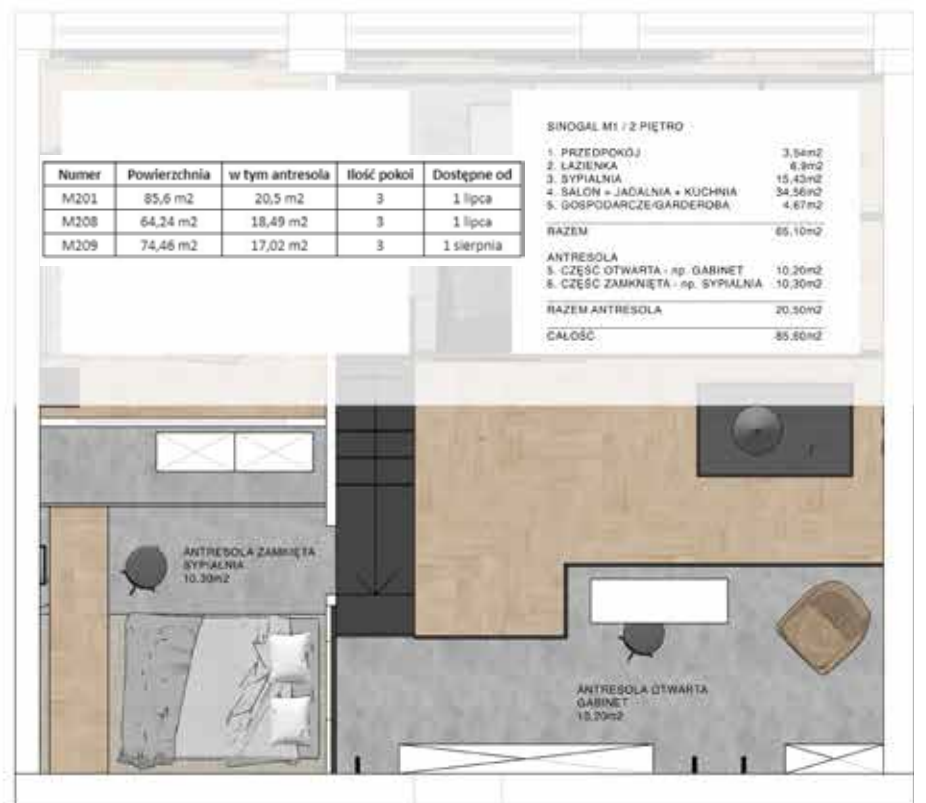 Numer Powierzchnia w tym antresola Ilość pokoi Dostępne od
M201 85,6 m2 20,5 m2 3 1 lipca
M208 64,24 m2 18,49 m2 3 1 lipca
M209 74,46 m2 17,02 m2 3 1 sierpnia
SINOGAL M1 / 2 PIĘTRO
1. PRZEDPOKÓJ 3,54m2
2. ŁAZIENKA 6,9m2
3. SYPIALNIA 15,43m2
4. SALON + JADALNIA + KUCHNIA 34,56m2
5. GOSPODARCZE/GARDEROBA 4,67m2
RAZEM 65,10m2
ANTRESOLA
5. CZĘŚĆ OTWARTA - np. GABINET 10,20m2
6. CZĘŚĆ ZAMKNIĘTA - np. SYPIALNIA 10,30m2
RAZEM ANTRESOLA 20,50m2
CAŁOŚĆ 85,60m2
ANTRESOLA ZAMKNIĘTA
SYPIALNIA
10,30m2
ANTRESOLA OTWARTA
GABINET
10,20m2